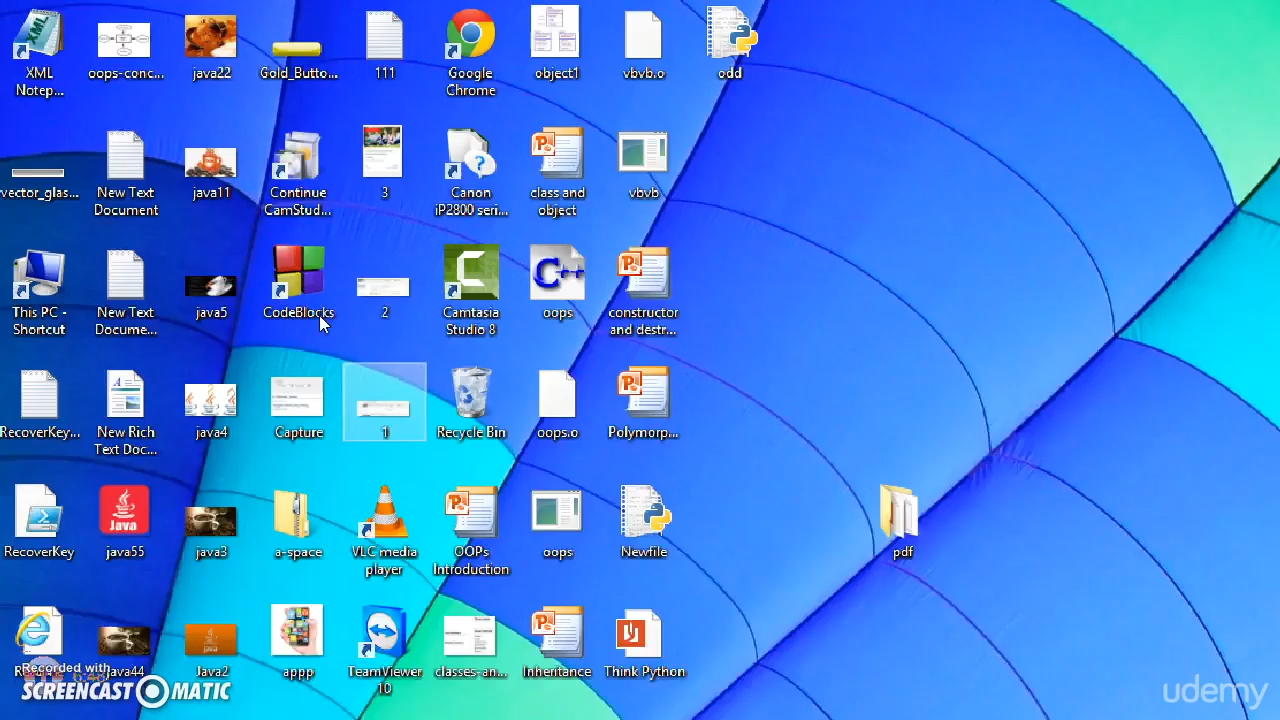 XML
Notep...
oops-conc...
java22
Gold_Butto...
111
Google
Chrome
object1
vbvb.o
odd
vector_glas...
New Text
Document
java11
Continue
CamStud...
3
Canon
iP2800 seri...
class and
object
vbvb
This PC -
Shortcut
New Text
Docume...
java5
CodeBlocks
2
Camtasia
Studio 8
C++
oops
constructor
and destr...
RecoverKey...
New Rich
Text Doc...
java4
Capture
1
Recycle Bin
oops.o
Polymorp...
RecoverKey
Java
java55
java3
a-space
VLC media
player
OOPs
Introduction
oops
Newfile
pdf
java44
Java2
appp
TeamViewer
10
classes-an...
Inheritance
Think Python
Recorded with
SCREENCAST MATIC
udemy